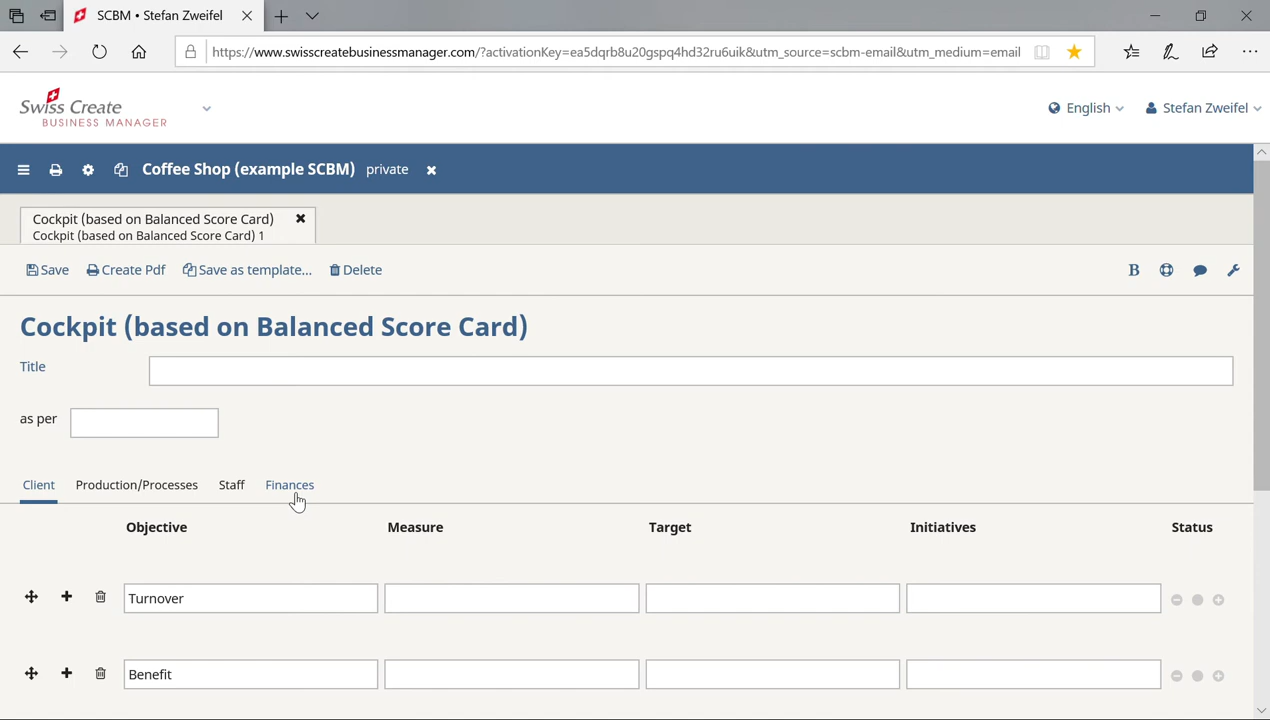 SCBM • Stefan Zweifel
https://www.swisscreatebusinessmanager.com/?activationKey=ea5dqrb8u20gspq4hd32ru6uik&utm_source=scbm-email&utm_medium=email
Swiss Create
BUSINESS MANAGER
English
Stefan Zweifel
Coffee Shop (example SCBM) private
Cockpit (based on Balanced Score Card)
Cockpit (based on Balanced Score Card) 1
Save Create Pdf Save as template... Delete
B
Cockpit (based on Balanced Score Card)
Title
as per
Client Production/Processes Staff Finances
Objective Measure Target Initiatives Status
Turnover
Benefit